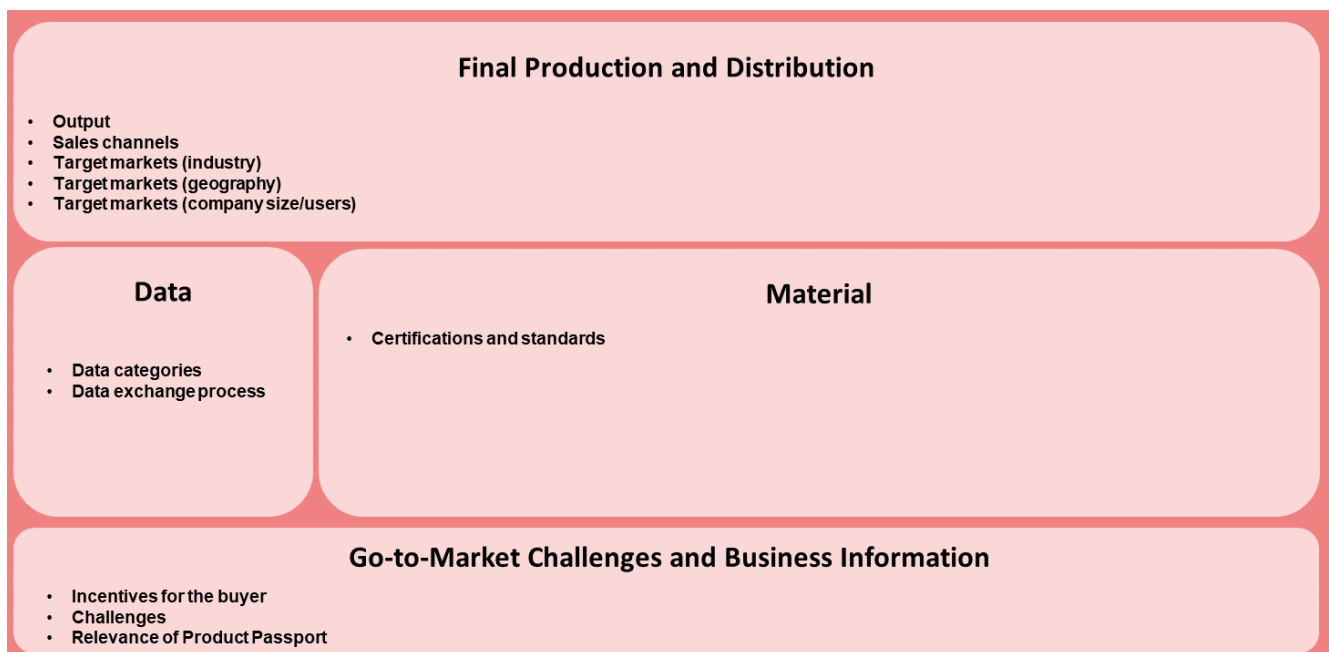 Final Production and Distribution
• Output
• Sales channels
• Target markets (industry)
• Target markets (geography)
• Target markets (company size/users)
Data
• Data categories
• Data exchange process
Material
• Certifications and standards
Go-to-Market Challenges and Business Information
• Incentives for the buyer
• Challenges
• Relevance of Product Passport